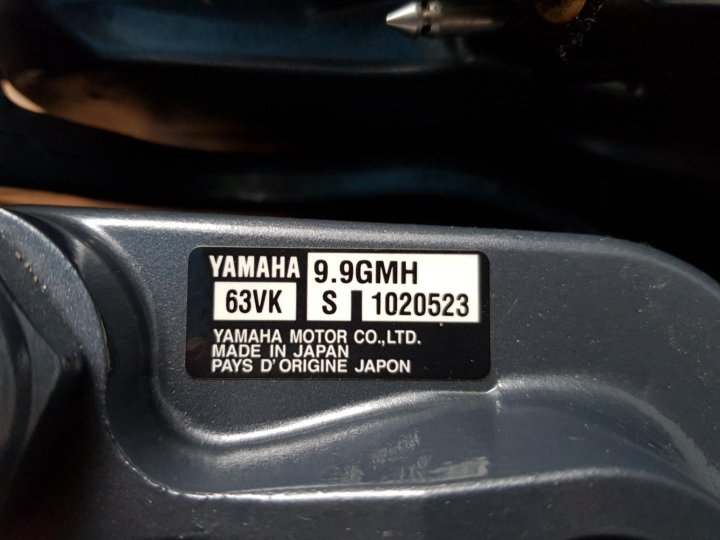 YAMAHA 9.9GMH
63VK S 1020523
YAMAHA MOTOR CO.,LTD.
MADE IN JAPAN
PAYS D'ORIGINE JAPON